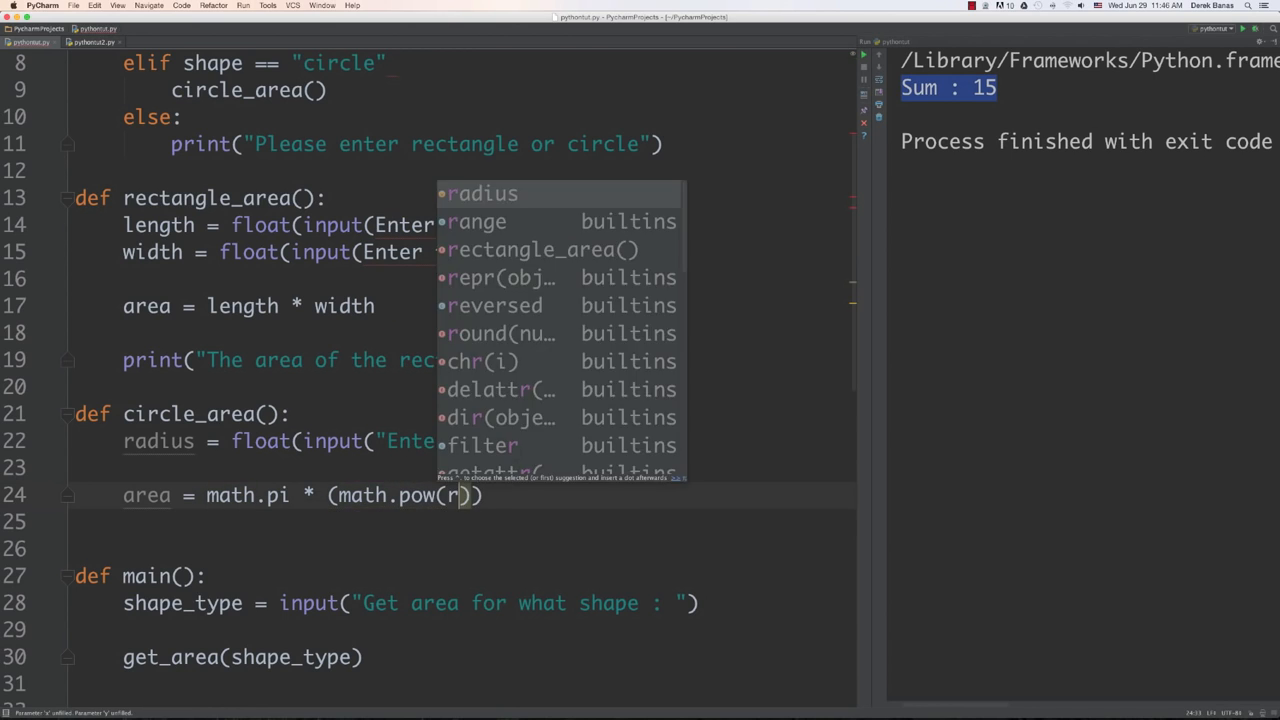 PyCharm File Edit View Navigate Code Refactor Run Tools VCS Window Help
10 Wed Jun 29 11:46 AM Derek Banas
pythontut.py - PycharmProjects - [~/PycharmProjects]
PycharmProjects pythontut.py pythontut
pythontut.py pythontut2.py Run: pythontut
8 elif shape == "circle"
9 circle_area()
10 else:
11 print("Please enter rectangle or circle")
12
13 def rectangle_area():
14 length = float(input(Enter
15 width = float(input(Enter
16
17 area = length * width
18
19 print("The area of the rec
20
21 def circle_area():
22 radius = float(input("Ente
23
24 area = math.pi * (math.pow(r))
25
26
27 def main():
28 shape_type = input("Get area for what shape : ")
29
30 get_area(shape_type)
31
radius
range builtins
rectangle_area()
repr(obj… builtins
reversed builtins
round(nu… builtins
chr(i) builtins
delattr(… builtins
dir(obje… builtins
filter builtins
getattr(… builtins
Press ^. to choose the selected (or first) suggestion and insert a dot afterwards >>
/Library/Frameworks/Python.frame
Sum : 15
Process finished with exit code
Parameter 'x' unfilled. Parameter 'y' unfilled.
24:53 LF÷ UTF-8÷